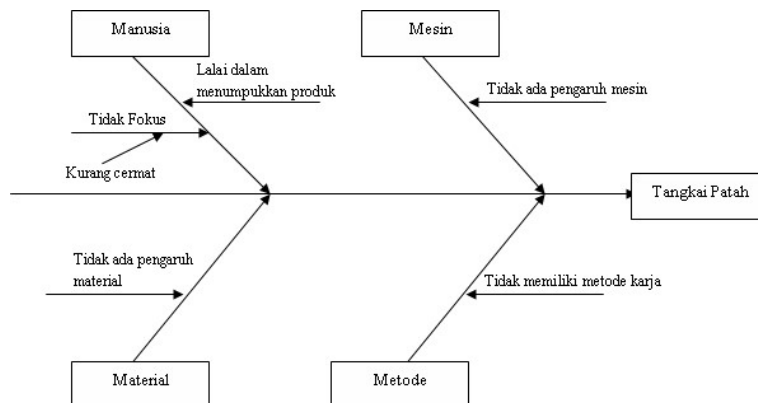 Manusia
Mesin
Lalai dalam
menumpukkan produk
Tidak ada pengaruh mesin
Tidak Fokus
Kurang cermat
Tangkai Patah
Tidak ada pengaruh
material
Tidak memiliki metode karja
Material
Metode